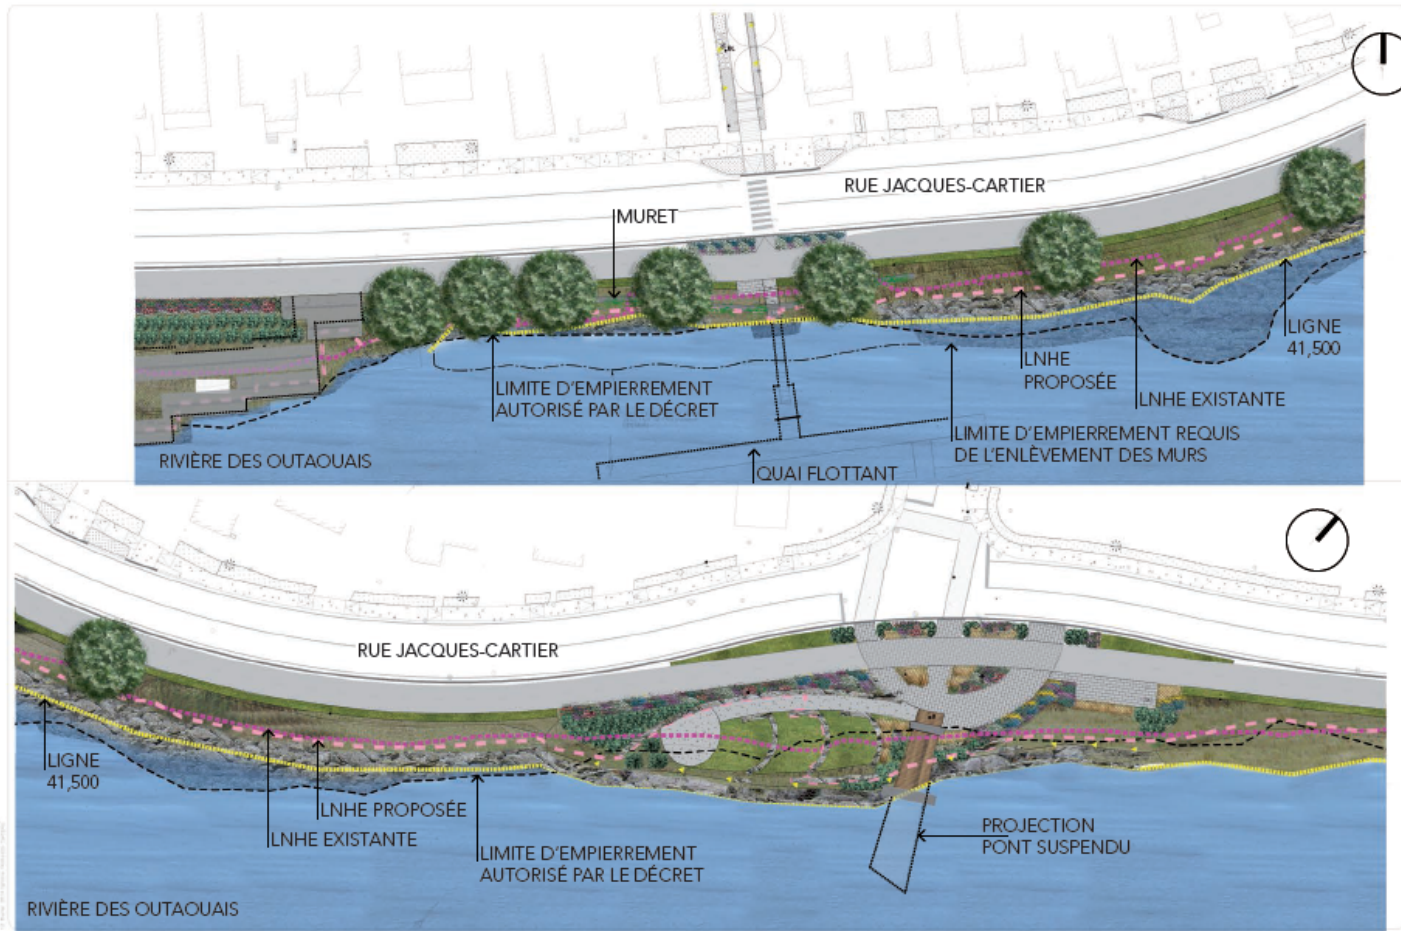 RUE JACQUES-CARTIER
MURET
LIGNE
41,500
LNHE
PROPOSÉE
LIMITE D'EMPIERREMENT
AUTORISÉ PAR LE DÉCRET
LNHE EXISTANTE
LIMITE D'EMPIERREMENT REQUIS
DE L'ENLÈVEMENT DES MURS
RIVIÈRE DES OUTAOUAIS
QUAI FLOTTANT
RUE JACQUES-CARTIER
LIGNE
41,500
LNHE PROPOSÉE
LNHE EXISTANTE
LIMITE D'EMPIERREMENT
AUTORISÉ PAR LE DÉCRET
PROJECTION
PONT SUSPENDU
RIVIÈRE DES OUTAOUAIS